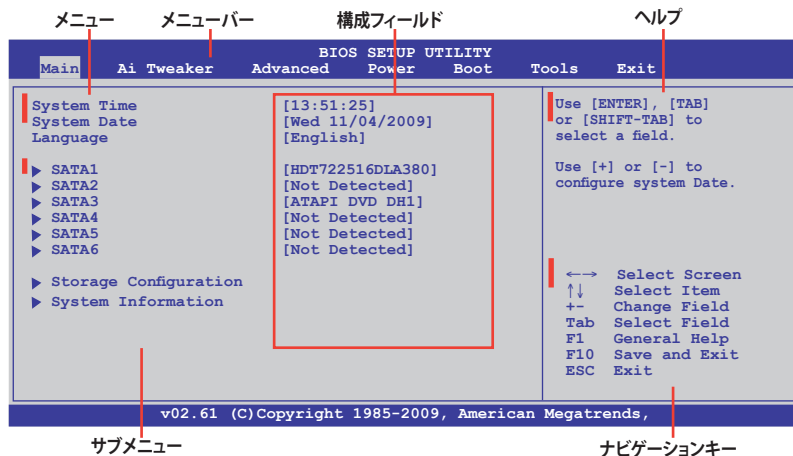 メニュー メニューバー 構成フィールド ヘルプ
BIOS SETUP UTILITY
Main Ai Tweaker Advanced Power Boot Tools Exit
System Time [13:51:25]
System Date [Wed 11/04/2009]
Language [English]
▶ SATA1 [HDT722516DLA380]
▶ SATA2 [Not Detected]
▶ SATA3 [ATAPI DVD DH1]
▶ SATA4 [Not Detected]
▶ SATA5 [Not Detected]
▶ SATA6 [Not Detected]
▶ Storage Configuration
▶ System Information
Use [ENTER], [TAB]
or [SHIFT-TAB] to
select a field.
Use [+] or [-] to
configure system Date.
←→ Select Screen
↑↓ Select Item
+- Change Field
Tab Select Field
F1 General Help
F10 Save and Exit
ESC Exit
v02.61 (C)Copyright 1985-2009, American Megatrends,
サブメニュー ナビゲーションキー